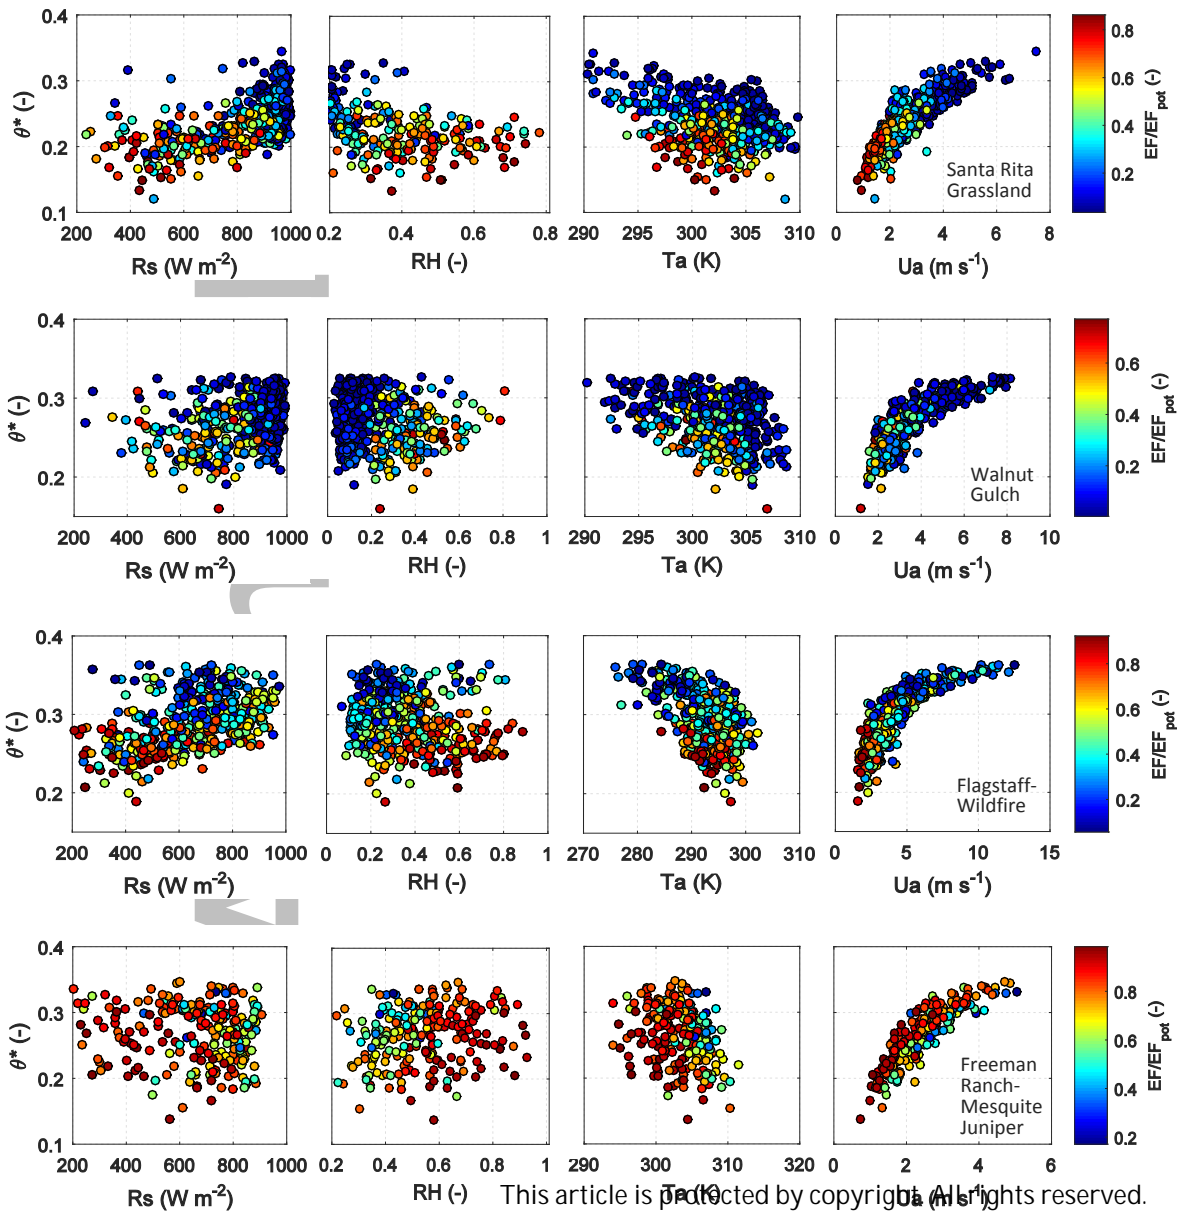 0.4
0.3
0.2
0.1
θ* (-)
200 400 600 800 1000
Rs (W m-2)
0.2 0.4 0.6 0.8
RH (-)
290 295 300 305 310
Ta (K)
0 2 4 6 8
Ua (m s-1)
Santa Rita
Grassland
0.8
0.6
0.4
0.2
EF/EFpot (-)
0.4
0.3
0.2
θ* (-)
200 400 600 800 1000
Rs (W m-2)
0 0.2 0.4 0.6 0.8 1
RH (-)
290 295 300 305 310
Ta (K)
0 2 4 6 8 10
Ua (m s-1)
Walnut
Gulch
0.6
0.4
0.2
EF/EFpot (-)
0.4
0.3
0.2
θ* (-)
200 400 600 800 1000
Rs (W m-2)
0 0.2 0.4 0.6 0.8 1
RH (-)
270 280 290 300 310
Ta (K)
0 5 10 15
Ua (m s-1)
Flagstaff-
Wildfire
0.8
0.6
0.4
0.2
EF/EFpot (-)
0.4
0.3
0.2
0.1
θ* (-)
200 400 600 800 1000
Rs (W m-2)
0.2 0.4 0.6 0.8 1
RH (-)
290 300 310 320
Ta (K)
0 2 4 6
Ua (m s-1)
Freeman
Ranch-
Mesquite
Juniper
0.8
0.6
0.4
0.2
EF/EFpot (-)
This article is protected by copyright. All rights reserved.